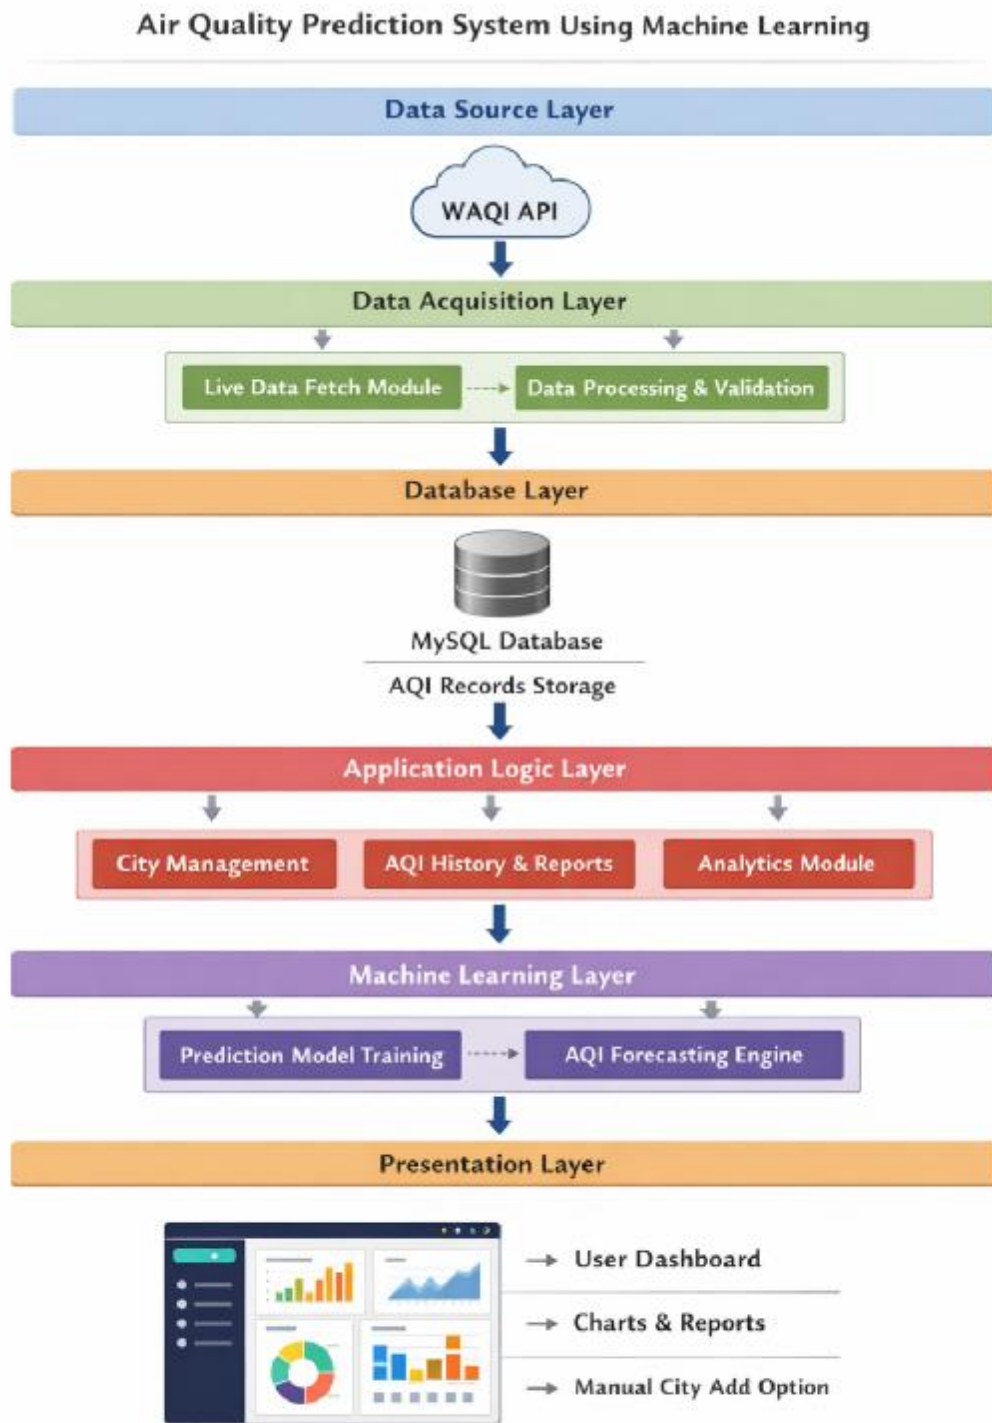 Air Quality Prediction System Using Machine Learning
Data Source Layer
WAQI API
Data Acquisition Layer
Live Data Fetch Module
Data Processing & Validation
Database Layer
MySQL Database
AQI Records Storage
Application Logic Layer
City Management
AQI History & Reports
Analytics Module
Machine Learning Layer
Prediction Model Training
AQI Forecasting Engine
Presentation Layer
User Dashboard
Charts & Reports
Manual City Add Option